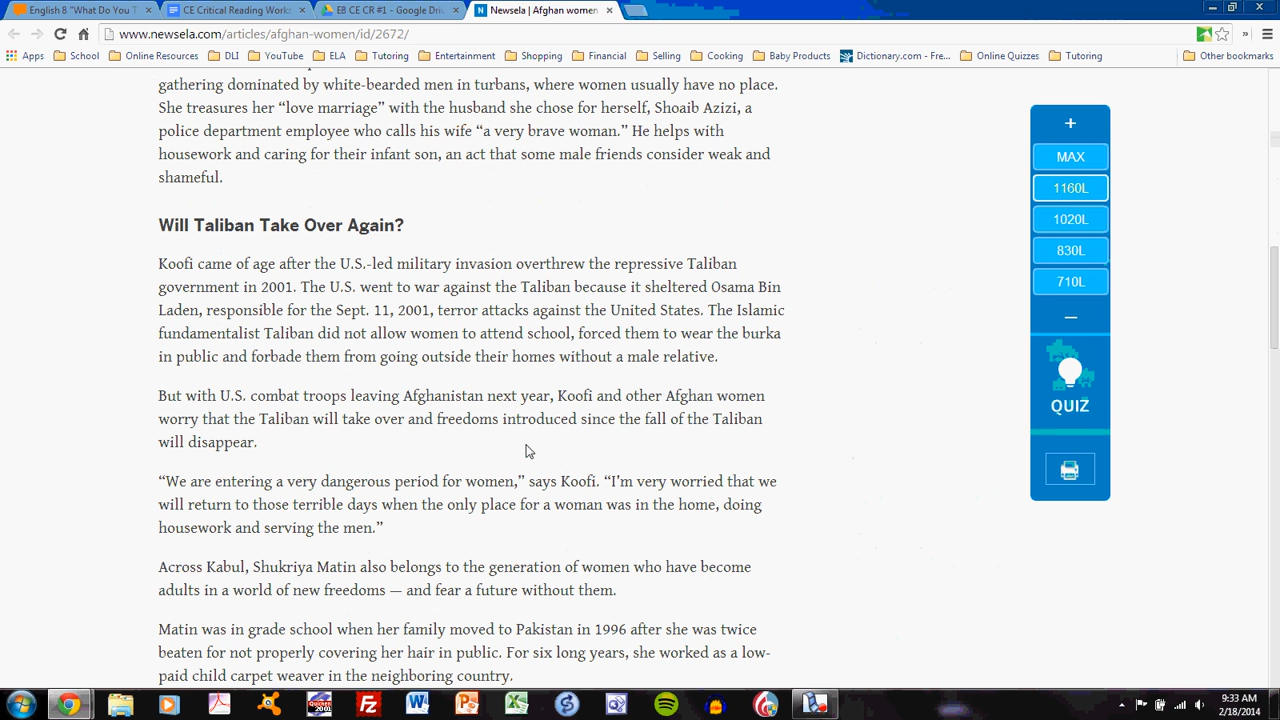 English 8 "What Do You T
CE Critical Reading Works
E8 CE CR #1 - Google Driv
Newsela | Afghan women
www.newsela.com/articles/afghan-women/id/2672/
Apps School Online Resources DLI YouTube ELA Tutoring Entertainment Shopping Financial Selling Cooking Baby Products Dictionary.com - Fre... Online Quizzes Tutoring Other bookmarks
gathering dominated by white-bearded men in turbans, where women usually have no place.
She treasures her “love marriage” with the husband she chose for herself, Shoaib Azizi, a
police department employee who calls his wife “a very brave woman.” He helps with
housework and caring for their infant son, an act that some male friends consider weak and
shameful.
Will Taliban Take Over Again?
Koofi came of age after the U.S.-led military invasion overthrew the repressive Taliban
government in 2001. The U.S. went to war against the Taliban because it sheltered Osama Bin
Laden, responsible for the Sept. 11, 2001, terror attacks against the United States. The Islamic
fundamentalist Taliban did not allow women to attend school, forced them to wear the burka
in public and forbade them from going outside their homes without a male relative.
But with U.S. combat troops leaving Afghanistan next year, Koofi and other Afghan women
worry that the Taliban will take over and freedoms introduced since the fall of the Taliban
will disappear.
“We are entering a very dangerous period for women,” says Koofi. “I’m very worried that we
will return to those terrible days when the only place for a woman was in the home, doing
housework and serving the men.”
Across Kabul, Shukriya Matin also belongs to the generation of women who have become
adults in a world of new freedoms — and fear a future without them.
Matin was in grade school when her family moved to Pakistan in 1996 after she was twice
beaten for not properly covering her hair in public. For six long years, she worked as a low-
paid child carpet weaver in the neighboring country.
+
MAX
1160L
1020L
830L
710L
–
QUIZ
9:33 AM
2/18/2014